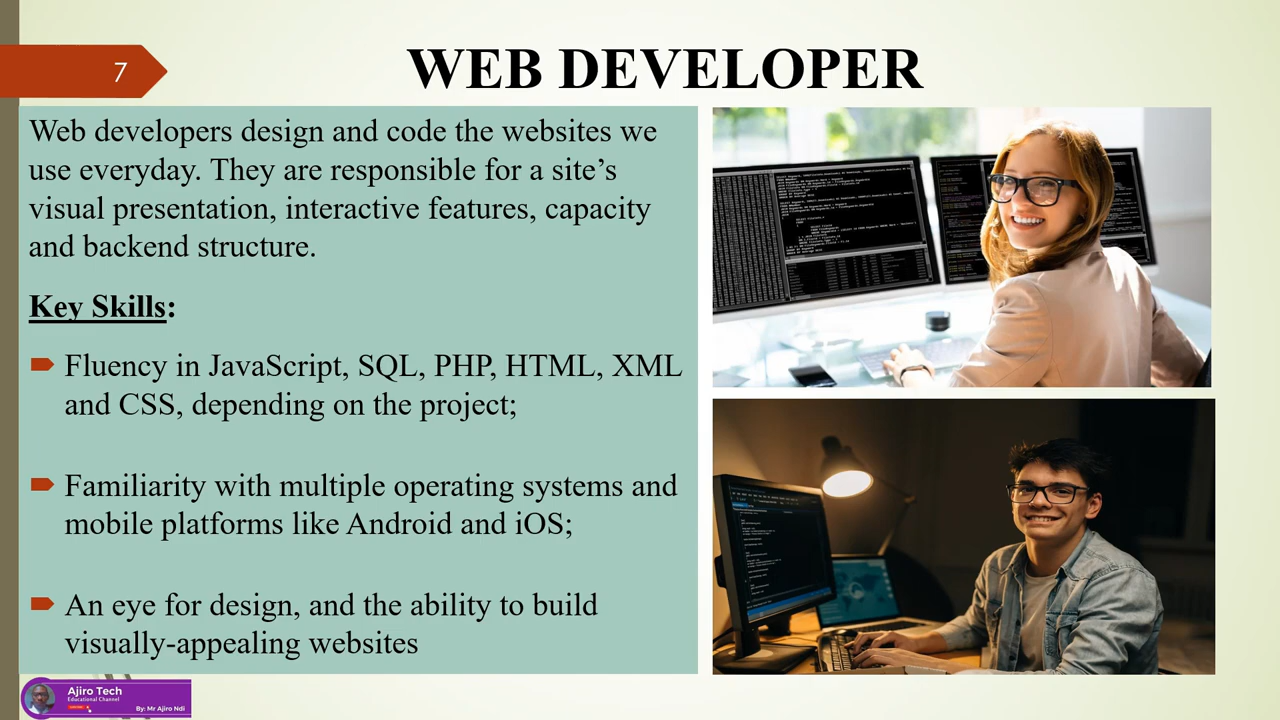 7
WEB DEVELOPER
Web developers design and code the websites we
use everyday. They are responsible for a site’s
visual presentation, interactive features, capacity
and backend structure.
Key Skills:
Fluency in JavaScript, SQL, PHP, HTML, XML
and CSS, depending on the project;
Familiarity with multiple operating systems and
mobile platforms like Android and iOS;
An eye for design, and the ability to build
visually-appealing websites
Ajiro Tech
Educational Channel
By: Mr Ajiro Ndi